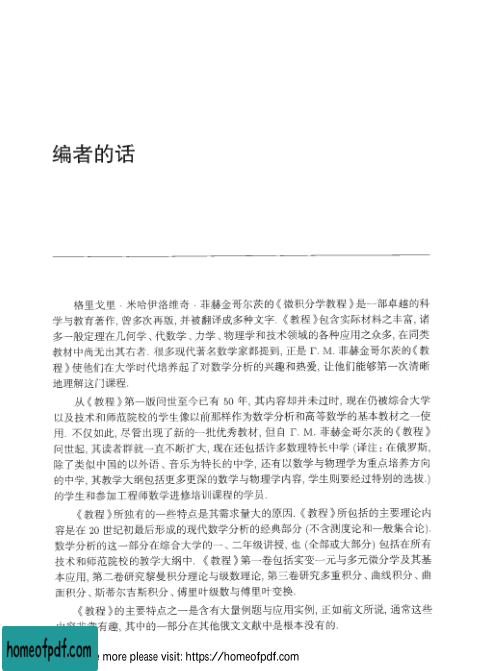 编者的话
格里戈里·米哈伊洛维奇·菲赫金哥尔茨的《微积分学教程》是一部卓越的科
学与教育著作, 曾多次再版, 并被翻译成多种文字. 《教程》包含实际材料之丰富, 诸
多一般定理在几何学、代数学、力学、物理学和技术领域的各种应用之众多, 在同类
教材中尚无出其右者. 很多现代著名数学家都提到, 正是 Г. М. 菲赫金哥尔茨的《教
程》使他们在大学时代培养起了对数学分析的兴趣和热爱, 让他们能够第一次清晰
地理解这门课程.
从《教程》第一版问世至今已有 50 年, 其内容却并未过时, 现在仍被综合大学
以及技术和师范院校的学生像以前那样作为数学分析和高等数学的基本教材之一使
用. 不仅如此, 尽管出现了新的一批优秀教材, 但自 Г. М. 菲赫金哥尔茨的《教程》
问世起, 其读者群就一直不断扩大, 现在还包括许多数理特长中学 (译注: 在俄罗斯,
除了类似中国的以外语、音乐为特长的中学, 还有以数学与物理学为重点培养方向
的中学, 其教学大纲包括更多更深的数学与物理学内容, 学生则要经过特别的选拔.)
的学生和参加工程师数学进修培训课程的学员.
《教程》所独有的一些特点是其需求量大的原因. 《教程》所包括的主要理论内
容是在 20 世纪初最后形成的现代数学分析的经典部分 (不含测度论和一般集合论).
数学分析的这一部分在综合大学的一、二年级讲授, 也 (全部或大部分) 包括在所有
技术和师范院校的教学大纲中. 《教程》第一卷包括实变一元与多元微分学及其基
本应用, 第二卷研究黎曼积分理论与级数理论, 第三卷研究多重积分、曲线积分、曲
面积分、斯蒂尔吉斯积分、傅里叶级数与傅里叶变换.
《教程》的主要特点之一是含有大量例题与应用实例, 正如前文所说, 通常这些
内容非常有趣, 其中的一部分在其他俄文文献中是根本没有的.
homeofpdf.com
e more please visit: https://homeofpdf.com